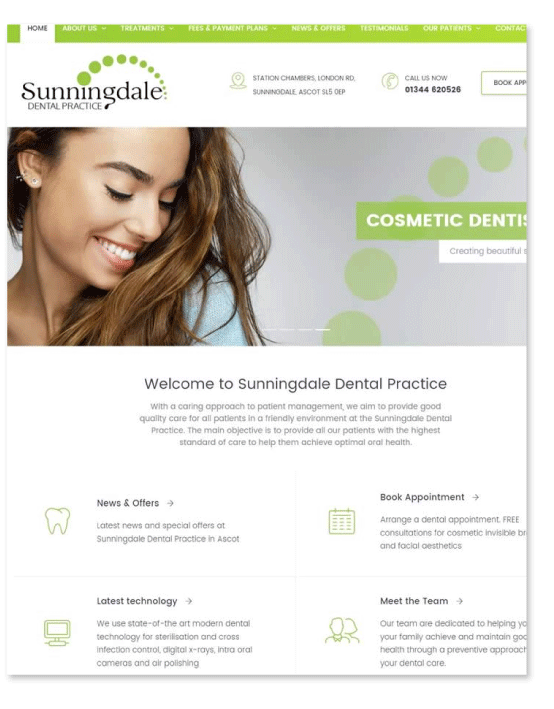 HOME ABOUT US TREATMENTS FEES & PAYMENT PLANS NEWS & OFFERS TESTIMONIALS OUR PATIENTS CONTAC
Sunningdale
DENTAL PRACTICE
STATION CHAMBERS, LONDON RD,
SUNNINGDALE, ASCOT SL5 0EP
CALL US NOW
01344 620526
BOOK APP
COSMETIC DENTIS
Creating beautiful s
Welcome to Sunningdale Dental Practice
With a caring approach to patient management, we aim to provide good
quality care for all patients in a friendly environment at the Sunningdale Dental
Practice. The main objective is to provide all our patients with the highest
standard of care to help them achieve optimal oral health.
News & Offers →
Latest news and special offers at
Sunningdale Dental Practice in Ascot
Book Appointment →
Arrange a dental appointment. FREE
consultations for cosmetic invisible br
and facial aesthetics
Latest technology →
We use state-of-the art modern dental
technology for sterilisation and cross
infection control, digital x-rays, intra oral
cameras and air polishing
Meet the Team →
Our team are dedicated to helping yo
your family achieve and maintain goo
health through a preventive approach
your dental care.